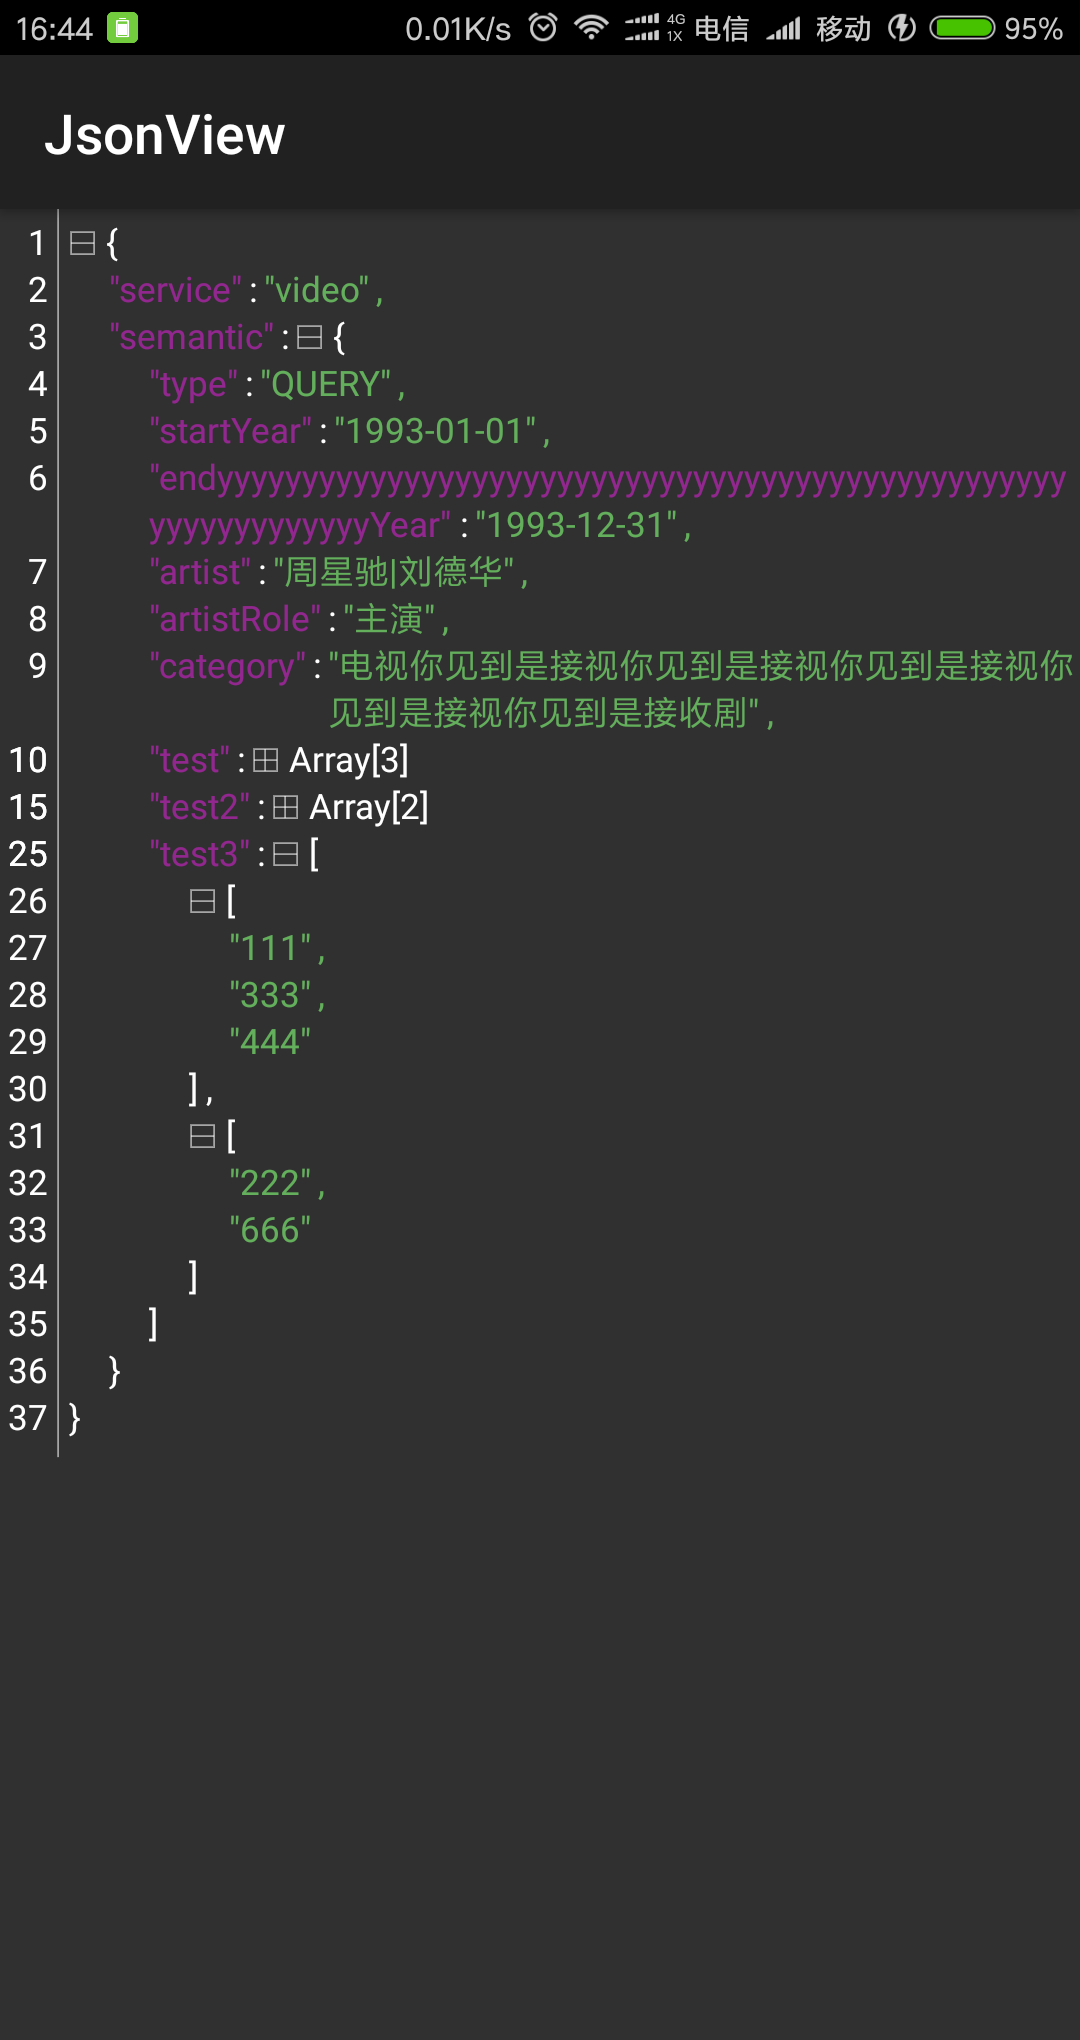 16:44 0.01K/s 4G 1X 电信 移动 95%
JsonView
1 {
2 "service" : "video" ,
3 "semantic" : {
4 "type" : "QUERY" ,
5 "startYear" : "1993-01-01" ,
6 "endyyyyyyyyyyyyyyyyyyyyyyyyyyyyyyyyyyyyyyyyyyyyyyyyyy
yyyyyyyyyyyyyYear" : "1993-12-31" ,
7 "artist" : "周星驰|刘德华" ,
8 "artistRole" : "主演" ,
9 "category" : "电视你见到是接视你见到是接视你见到是接视你
见到是接视你见到是接收剧" ,
10 "test" : Array[3]
15 "test2" : Array[2]
25 "test3" : [
26 [
27 "111" ,
28 "333" ,
29 "444"
30 ] ,
31 [
32 "222" ,
33 "666"
34 ]
35 ]
36 }
37 }